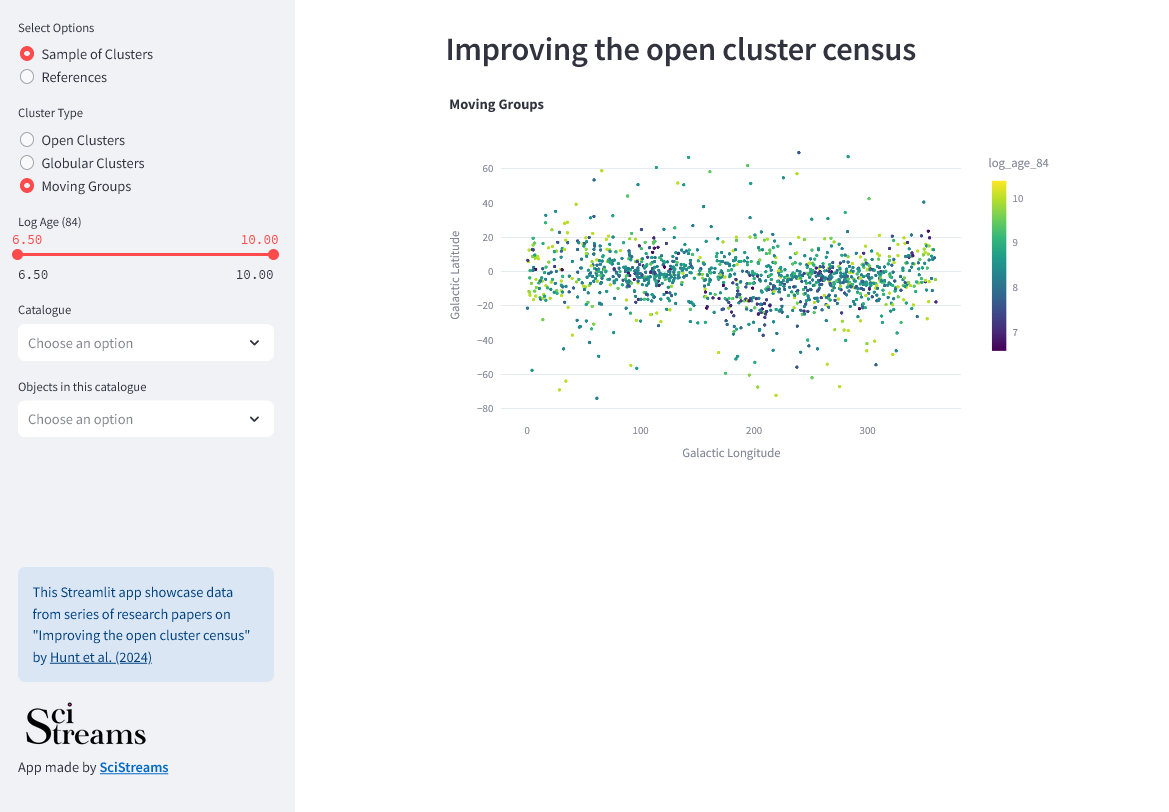 Select Options
Sample of Clusters
References
Cluster Type
Open Clusters
Globular Clusters
Moving Groups
Log Age (84)
6.50 10.00
6.50 10.00
Catalogue
Choose an option
Objects in this catalogue
Choose an option
This Streamlit app showcase data
from series of research papers on
"Improving the open cluster census"
by Hunt et al. (2024)
Sci
Streams
App made by SciStreams
Improving the open cluster census
Moving Groups
60
40
20
0
−20
−40
−60
−80
Galactic Latitude
0 100 200 300
Galactic Longitude
log_age_84
10
9
8
7